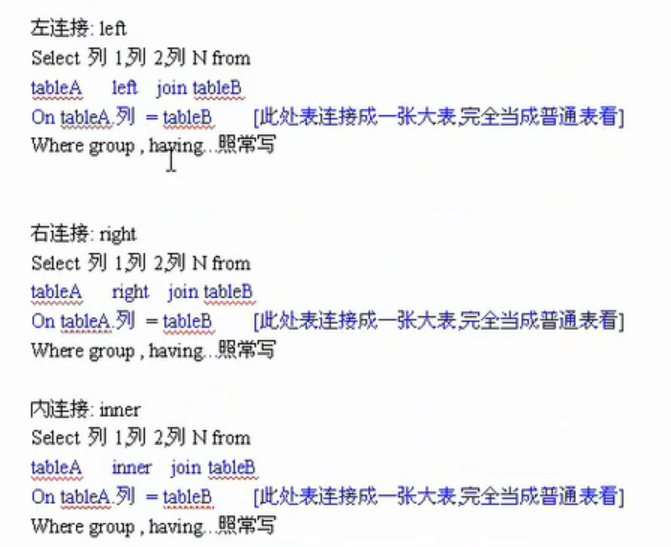 左连接: left
Select 列 1,列 2,列 N from
tableA left join tableB
On tableA.列 = tableB [此处表连接成一张大表,完全当成普通表看]
Where group , having...照常写
右连接: right
Select 列 1,列 2,列 N from
tableA right join tableB
On tableA.列 = tableB [此处表连接成一张大表,完全当成普通表看]
Where group , having...照常写
内连接: inner
Select 列 1,列 2,列 N from
tableA inner join tableB
On tableA.列 = tableB [此处表连接成一张大表,完全当成普通表看]
Where group , having...照常写